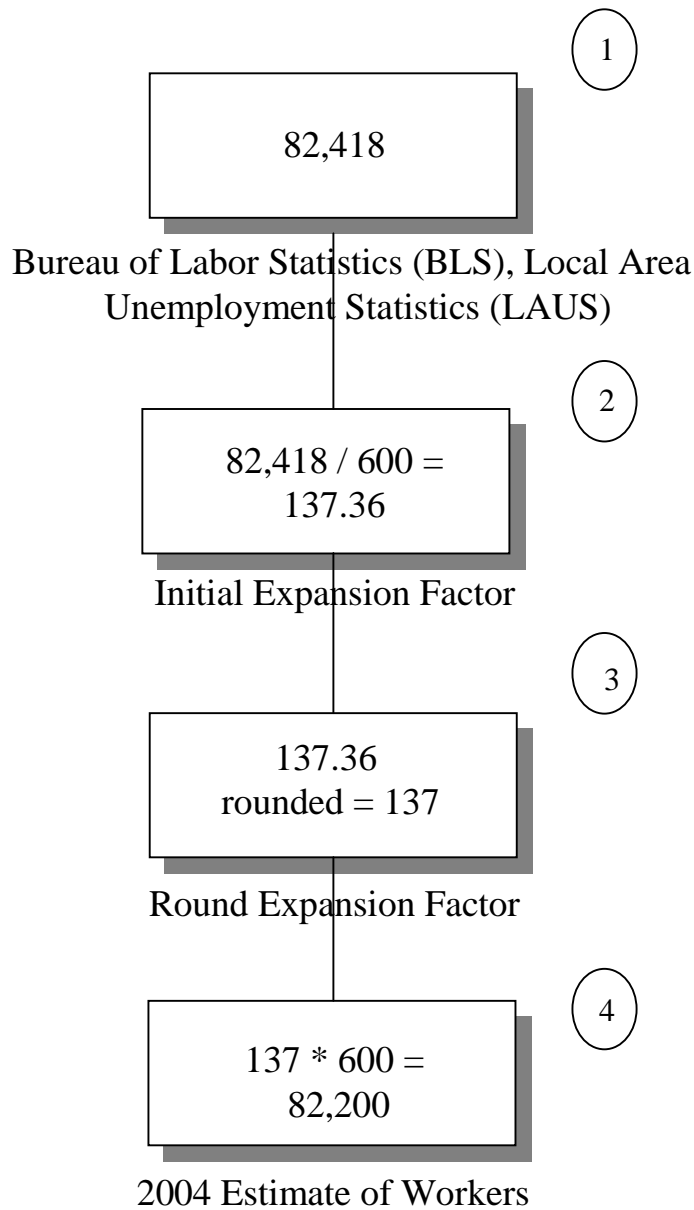 1
82,418
Bureau of Labor Statistics (BLS), Local Area
Unemployment Statistics (LAUS)
2
82,418 / 600 =
137.36
Initial Expansion Factor
3
137.36
rounded = 137
Round Expansion Factor
4
137 * 600 =
82,200
2004 Estimate of Workers